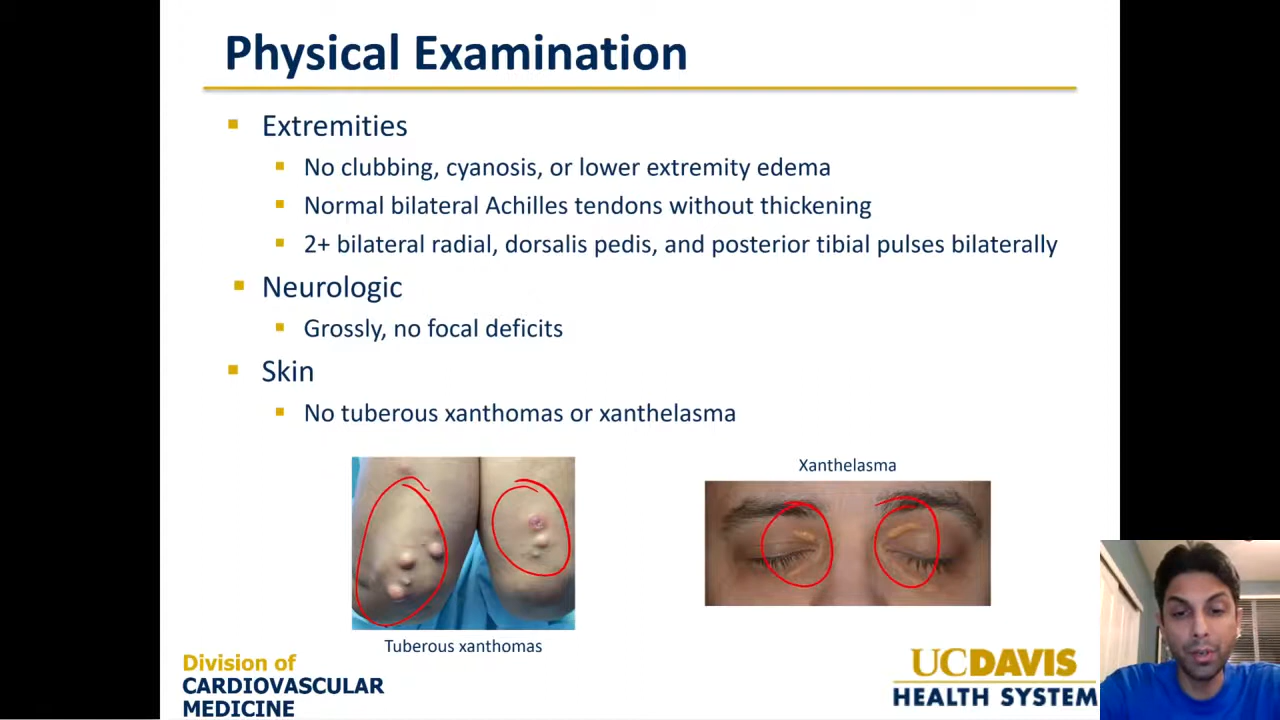 Physical Examination
Extremities
No clubbing, cyanosis, or lower extremity edema
Normal bilateral Achilles tendons without thickening
2+ bilateral radial, dorsalis pedis, and posterior tibial pulses bilaterally
Neurologic
Grossly, no focal deficits
Skin
No tuberous xanthomas or xanthelasma
Xanthelasma
Tuberous xanthomas
Division of
CARDIOVASCULAR
MEDICINE
UCDAVIS
HEALTH SYSTEM